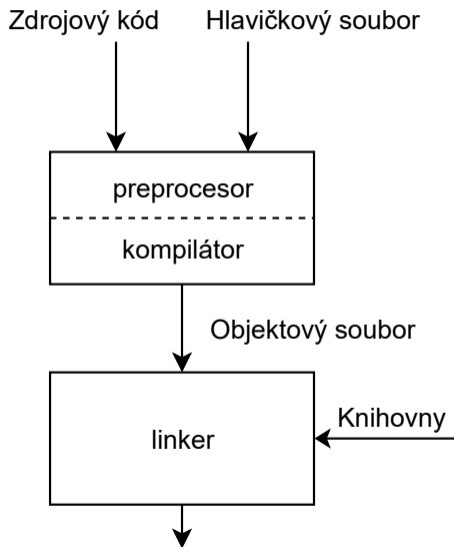 Zdrojový kód
Hlavičkový soubor
preprocesor
kompilátor
Objektový soubor
Knihovny
linker